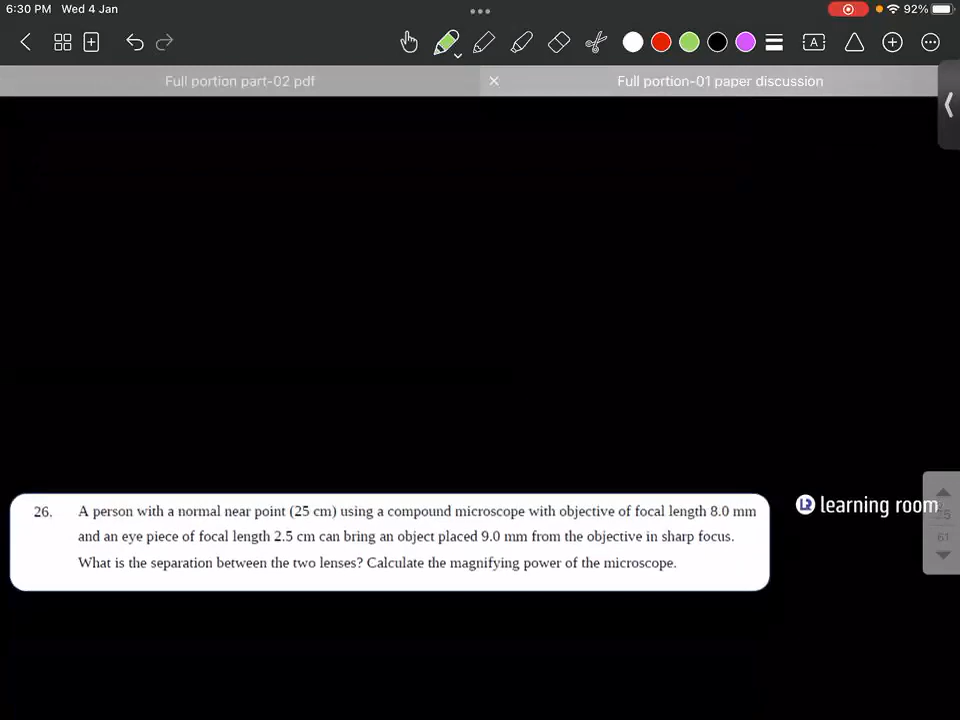 6:30 PM Wed 4 Jan
92%
A
Full portion part-02 pdf
Full portion-01 paper discussion
26. A person with a normal near point (25 cm) using a compound microscope with objective of focal length 8.0 mm
and an eye piece of focal length 2.5 cm can bring an object placed 9.0 mm from the objective in sharp focus.
What is the separation between the two lenses? Calculate the magnifying power of the microscope.
learning room
61